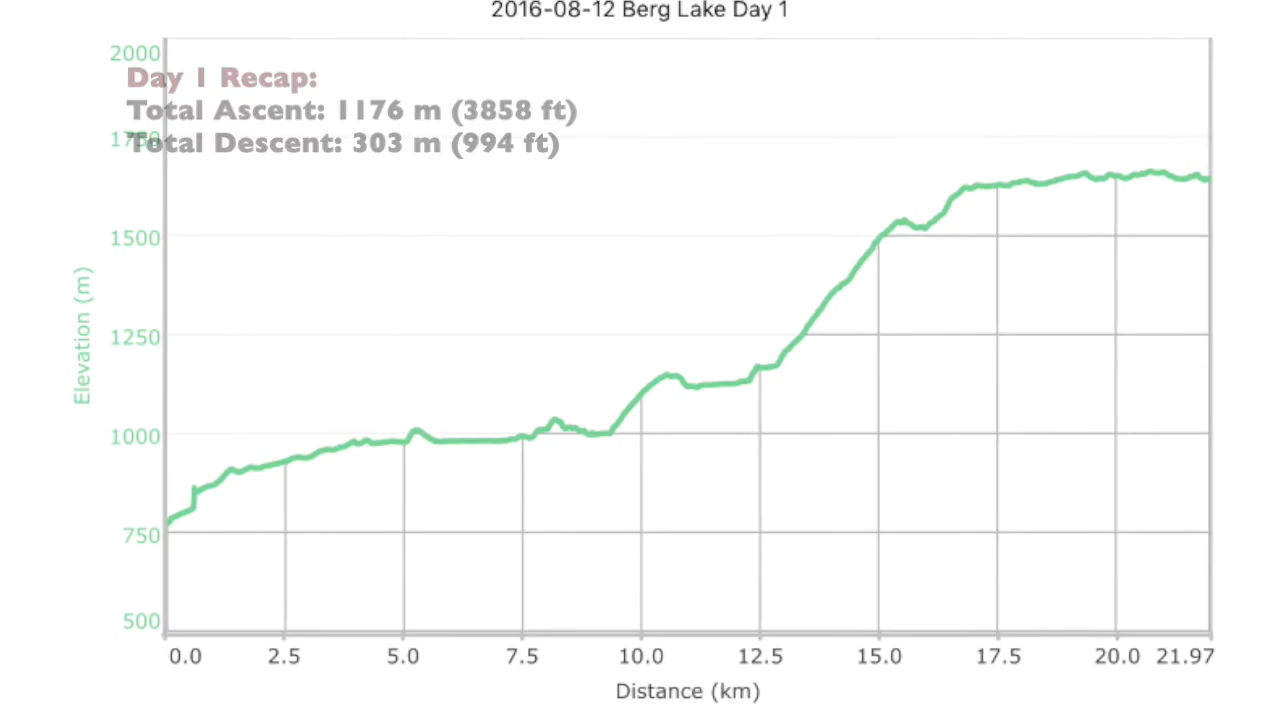 2016-08-12 Berg Lake Day 1
2000
Day 1 Recap:
Total Ascent: 1176 m (3858 ft)
1750
Total Descent: 303 m (994 ft)
1500
1250
1000
750
500
Elevation (m)
0.0 2.5 5.0 7.5 10.0 12.5 15.0 17.5 20.0 21.97
Distance (km)